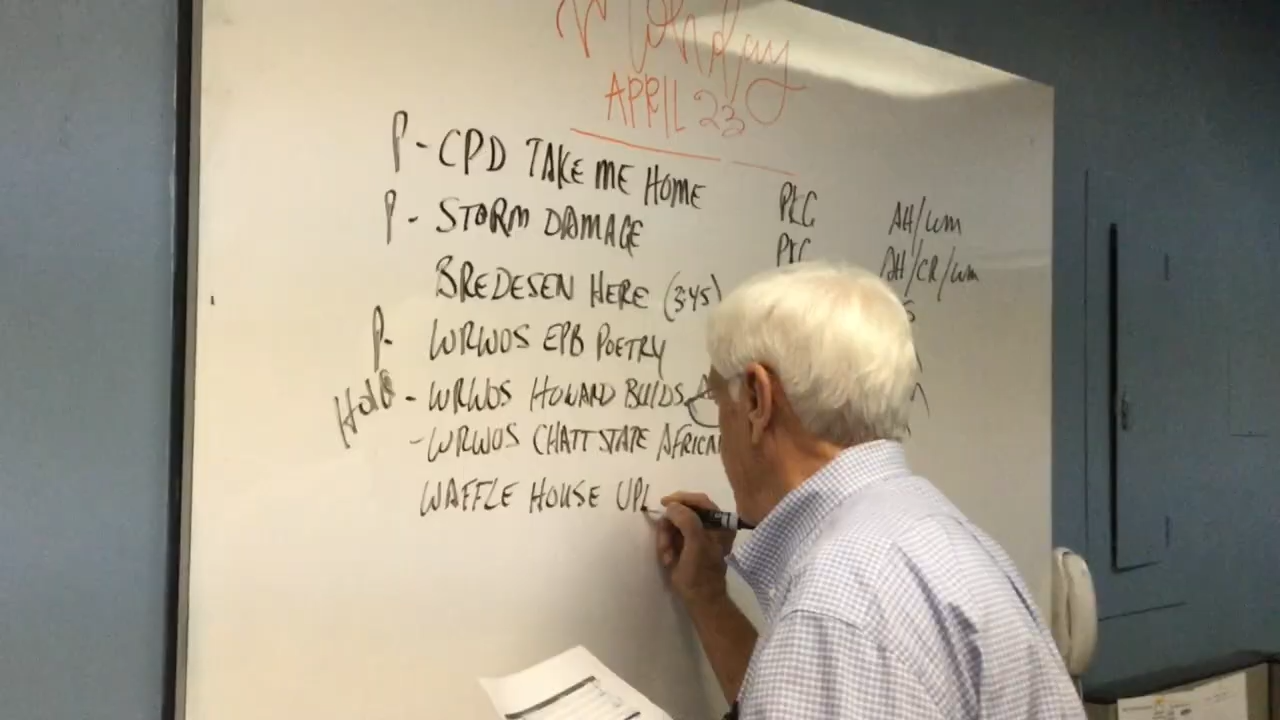 Monday
APRIL 23
P - CPD TAKE ME HOME PKG AH/WM
P - STORM DAMAGE PKG AH/CR/WM
BREDESEN HERE (3:45) S
P- WRWOS EPB POETRY
HOLD - WRWOS HOWARD BUILDS
- WRWOS CHATT STATE AFRICAN
WAFFLE HOUSE UPL